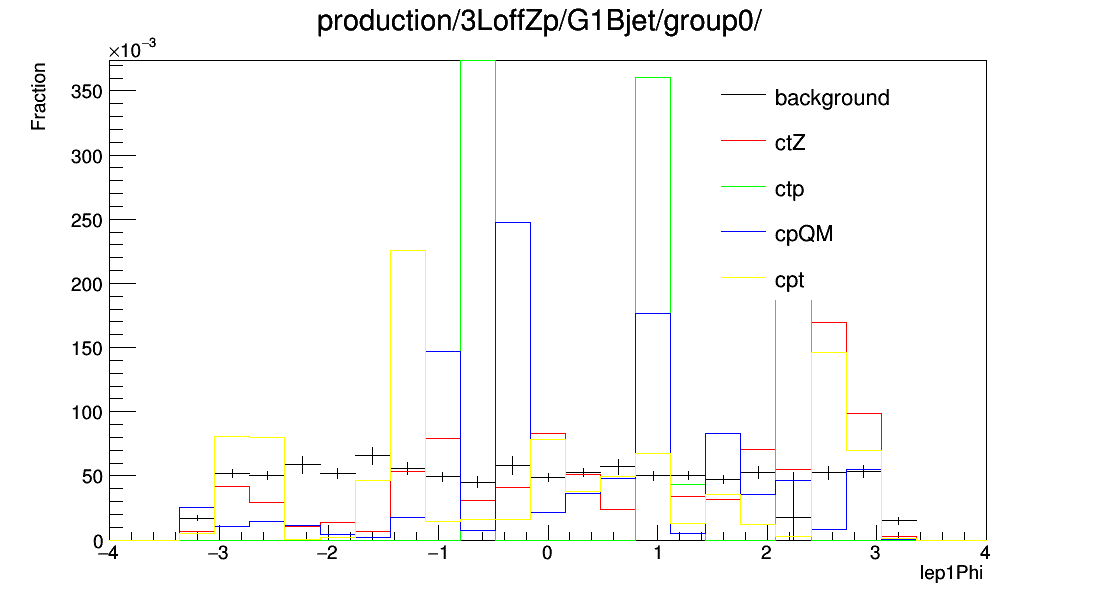 production/3LoffZp/G1Bjet/group0/
×10⁻³
Fraction
350
300
250
200
150
100
50
0
background
ctZ
ctp
cpQM
cpt
−4 −3 −2 −1 0 1 2 3 4
lep1Phi